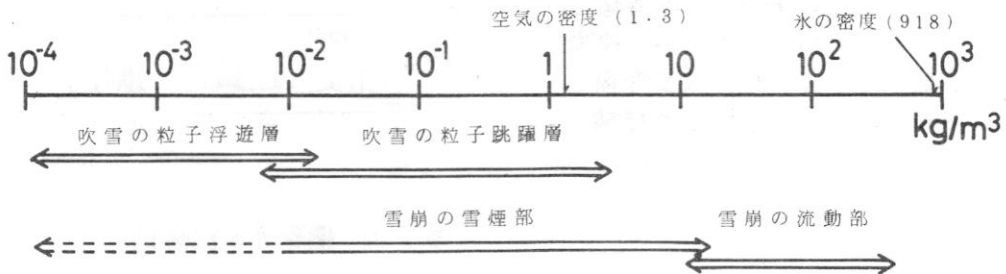 空気の密度(1.3) 氷の密度(918)
10⁻⁴ 10⁻³ 10⁻² 10⁻¹ 1 10 10² 10³
kg/m³
吹雪の粒子浮遊層 吹雪の粒子跳躍層
雪崩の雪煙部 雪崩の流動部